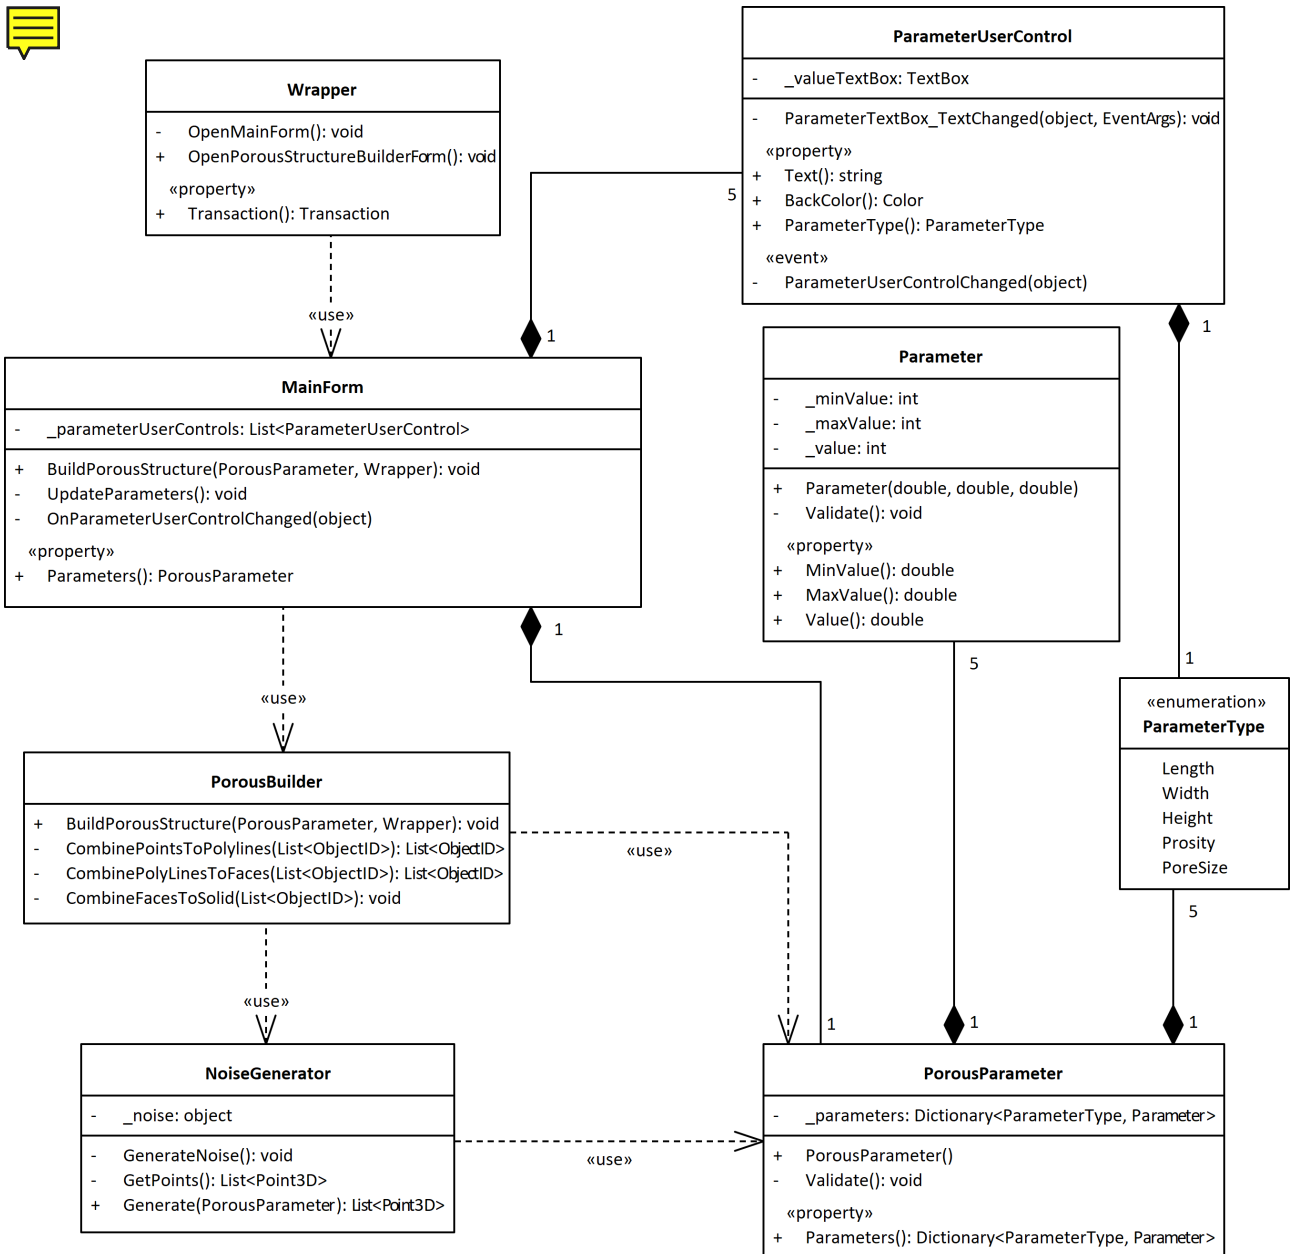 Wrapper
- OpenMainForm(): void
+ OpenPorousStructureBuilderForm(): void
«property»
+ Transaction(): Transaction
«use»
ParameterUserControl
- _valueTextBox: TextBox
- ParameterTextBox_TextChanged(object, EventArgs): void
«property»
+ Text(): string
+ BackColor(): Color
+ ParameterType(): ParameterType
«event»
- ParameterUserControlChanged(object)
5
1
1
MainForm
- _parameterUserControls: List<ParameterUserControl>
+ BuildPorousStructure(PorousParameter, Wrapper): void
- UpdateParameters(): void
- OnParameterUserControlChanged(object)
«property»
+ Parameters(): PorousParameter
1
«use»
Parameter
- _minValue: int
- _maxValue: int
- _value: int
+ Parameter(double, double, double)
- Validate(): void
«property»
+ MinValue(): double
+ MaxValue(): double
+ Value(): double
5
1
«enumeration»
ParameterType
Length
Width
Height
Prosity
PoreSize
5
PorousBuilder
+ BuildPorousStructure(PorousParameter, Wrapper): void
- CombinePointsToPolylines(List<ObjectID>): List<ObjectID>
- CombinePolyLinesToFaces(List<ObjectID>): List<ObjectID>
- CombineFacesToSolid(List<ObjectID>): void
«use»
«use»
1
1
1
NoiseGenerator
- _noise: object
- GenerateNoise(): void
- GetPoints(): List<Point3D>
+ Generate(PorousParameter): List<Point3D>
«use»
PorousParameter
- _parameters: Dictionary<ParameterType, Parameter>
+ PorousParameter()
- Validate(): void
«property»
+ Parameters(): Dictionary<ParameterType, Parameter>